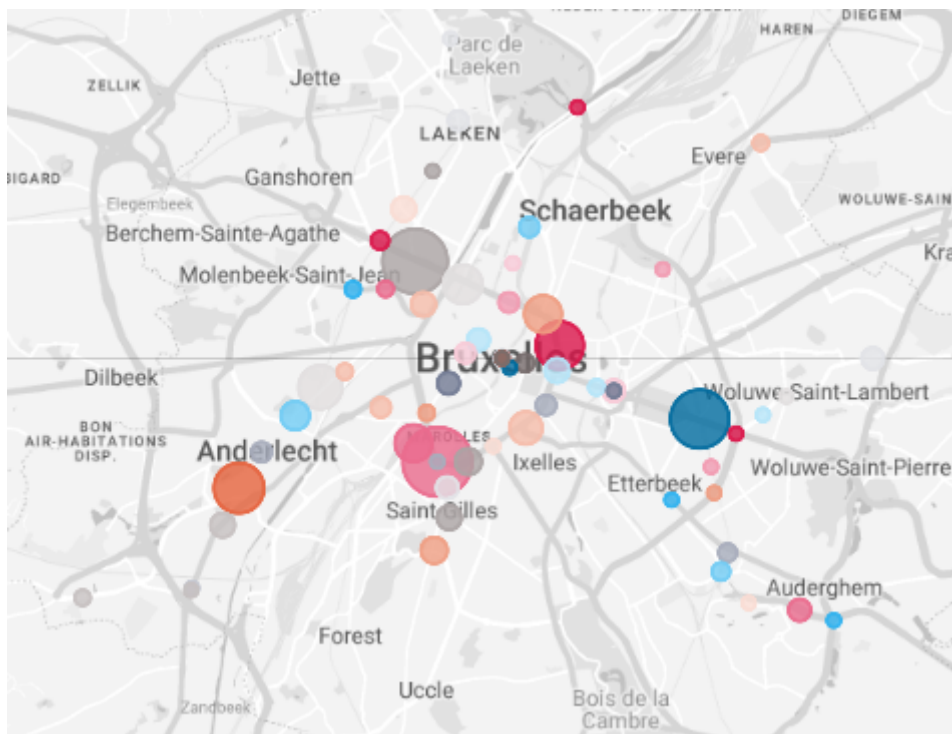 DIEGEM
HAREN
Parc de
Laeken
ZELLIK
Jette
LAEKEN
Evere
BIGARD
Ganshoren
Elegembeek
Schaerbeek
WOLUWE-SAIN
Berchem-Sainte-Agathe
Kra
Molenbeek-Saint-Jean
Bruxelles
Dilbeek
Woluwe-Saint-Lambert
BON
AIR-HABITATIONS
DISP.
Anderlecht
MAROLLES
Ixelles
Woluwe-Saint-Pierre
Etterbeek
Saint-Gilles
Auderghem
Forest
Uccle
Zandbeek
Bois de la
Cambre